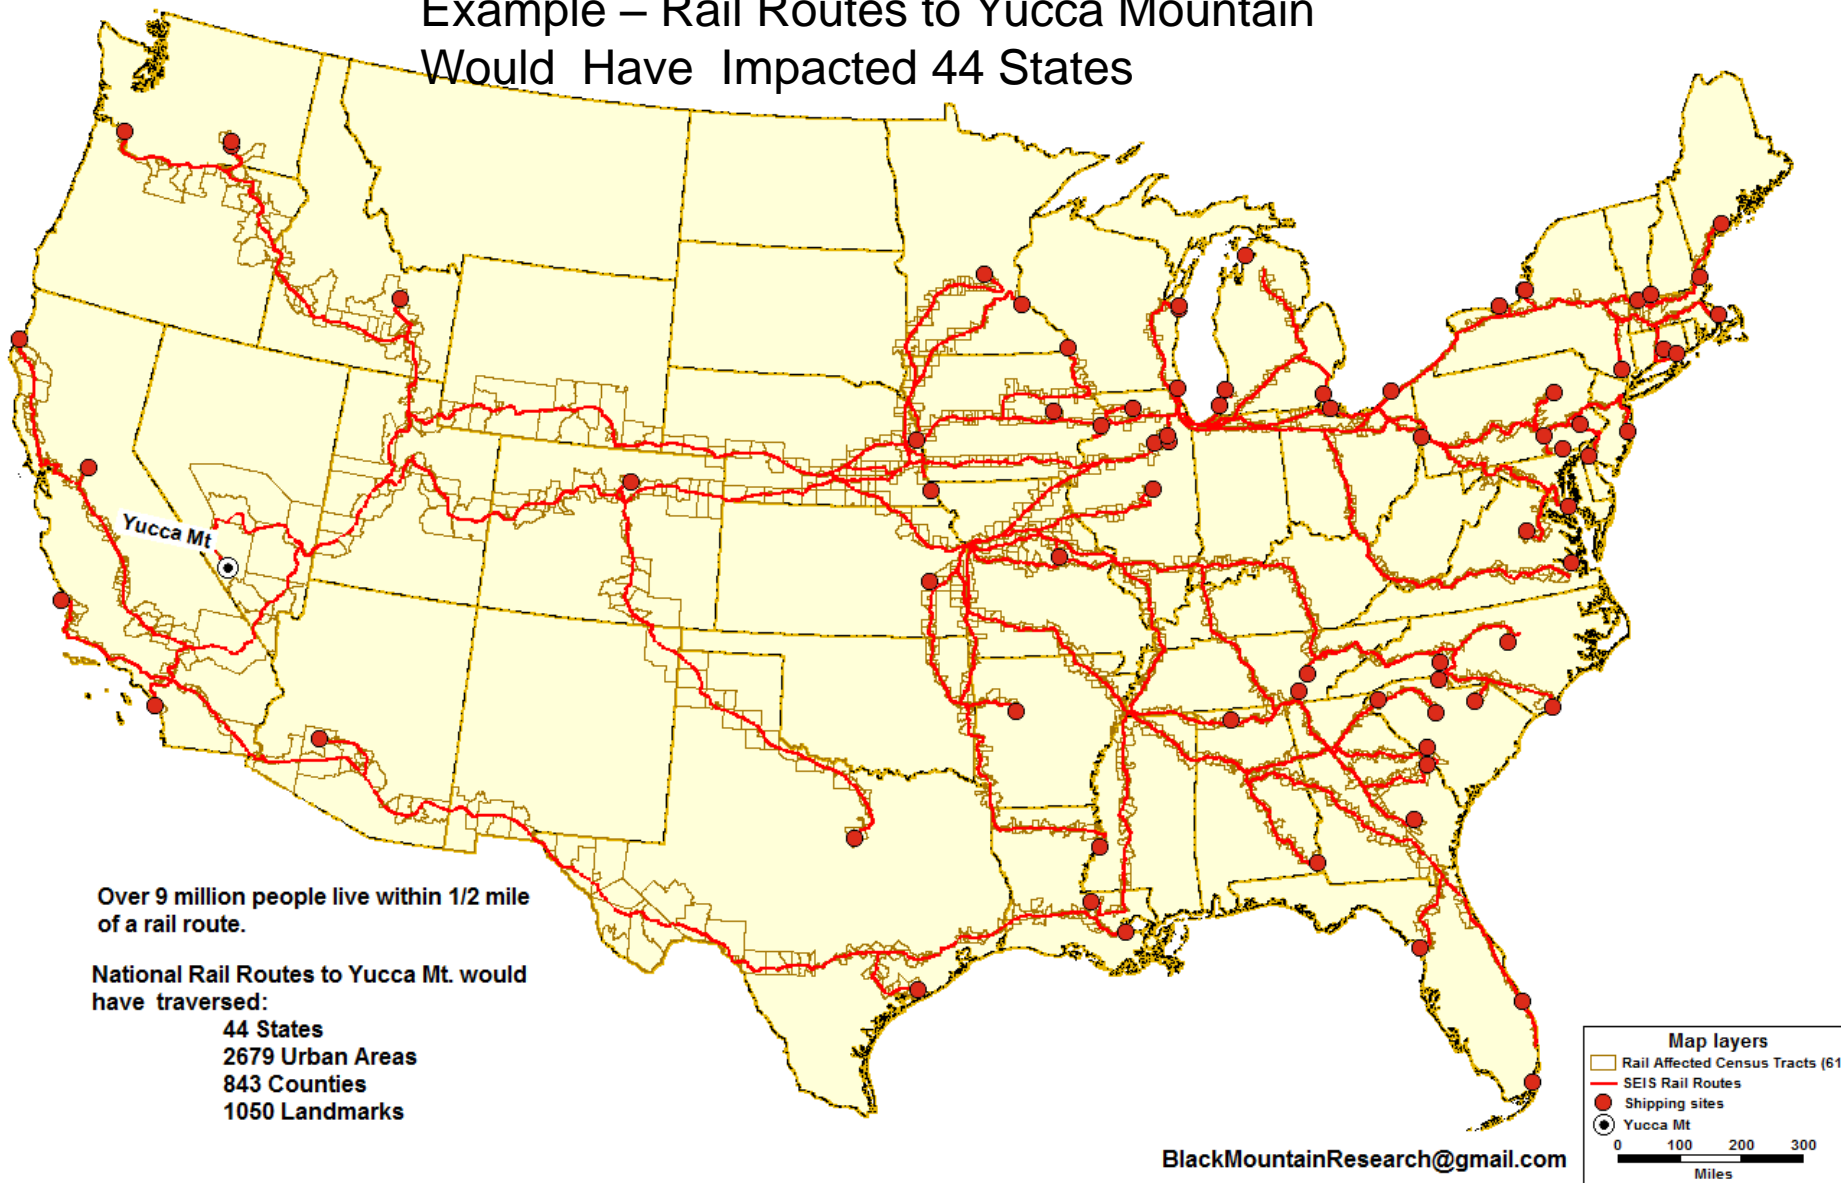 Example – Rail Routes to Yucca Mountain
Would Have Impacted 44 States
Yucca Mt
Over 9 million people live within 1/2 mile
of a rail route.
National Rail Routes to Yucca Mt. would
have traversed:
44 States
2679 Urban Areas
843 Counties
1050 Landmarks
BlackMountainResearch@gmail.com
Map layers
Rail Affected Census Tracts (61
SEIS Rail Routes
Shipping sites
Yucca Mt
0 100 200 300
Miles